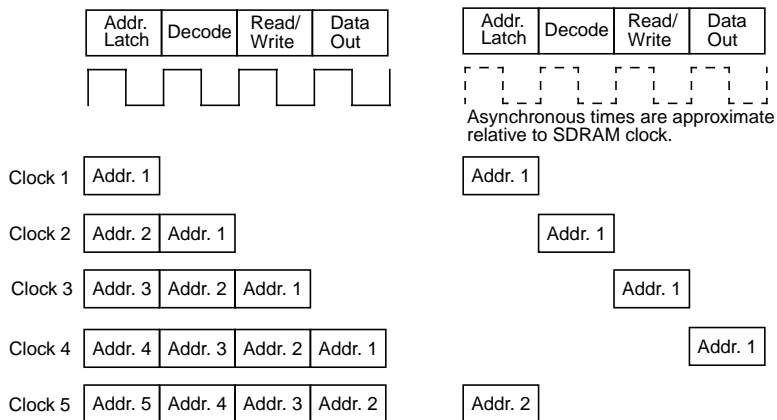 Addr. Latch Decode Read/ Write Data Out
Addr. Latch Decode Read/ Write Data Out
Asynchronous times are approximate
relative to SDRAM clock.
Clock 1 Addr. 1 Addr. 1
Clock 2 Addr. 2 Addr. 1 Addr. 1
Clock 3 Addr. 3 Addr. 2 Addr. 1 Addr. 1
Clock 4 Addr. 4 Addr. 3 Addr. 2 Addr. 1 Addr. 1
Clock 5 Addr. 5 Addr. 4 Addr. 3 Addr. 2 Addr. 2